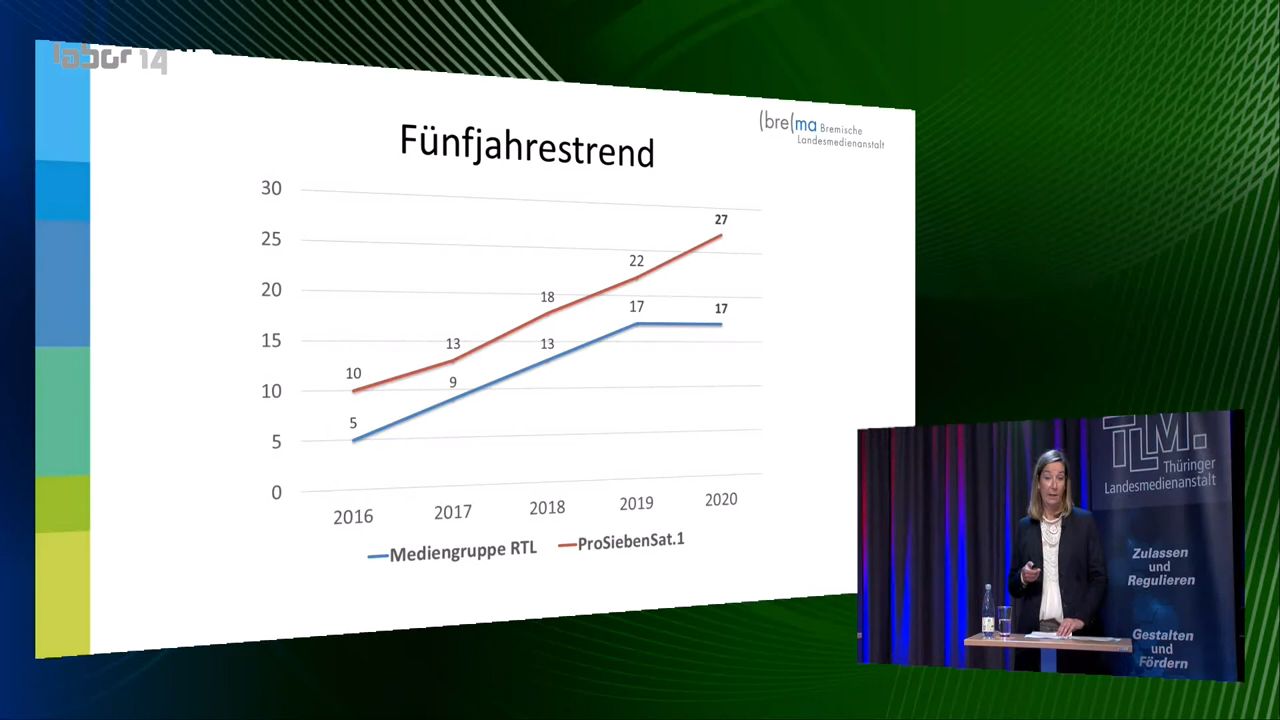 labor 14
(bre(ma Bremische
Landesmedienanstalt
Fünfjahrestrend
30
25
20
15
10
5
0
27
22
18
17
17
13
13
10
9
5
2016
2017
2018
2019
2020
Mediengruppe RTL
ProSiebenSat.1
TLM.
Thüringer
Landesmedienanstalt
Zulassen
und
Regulieren
Gestalten
und
Fördern